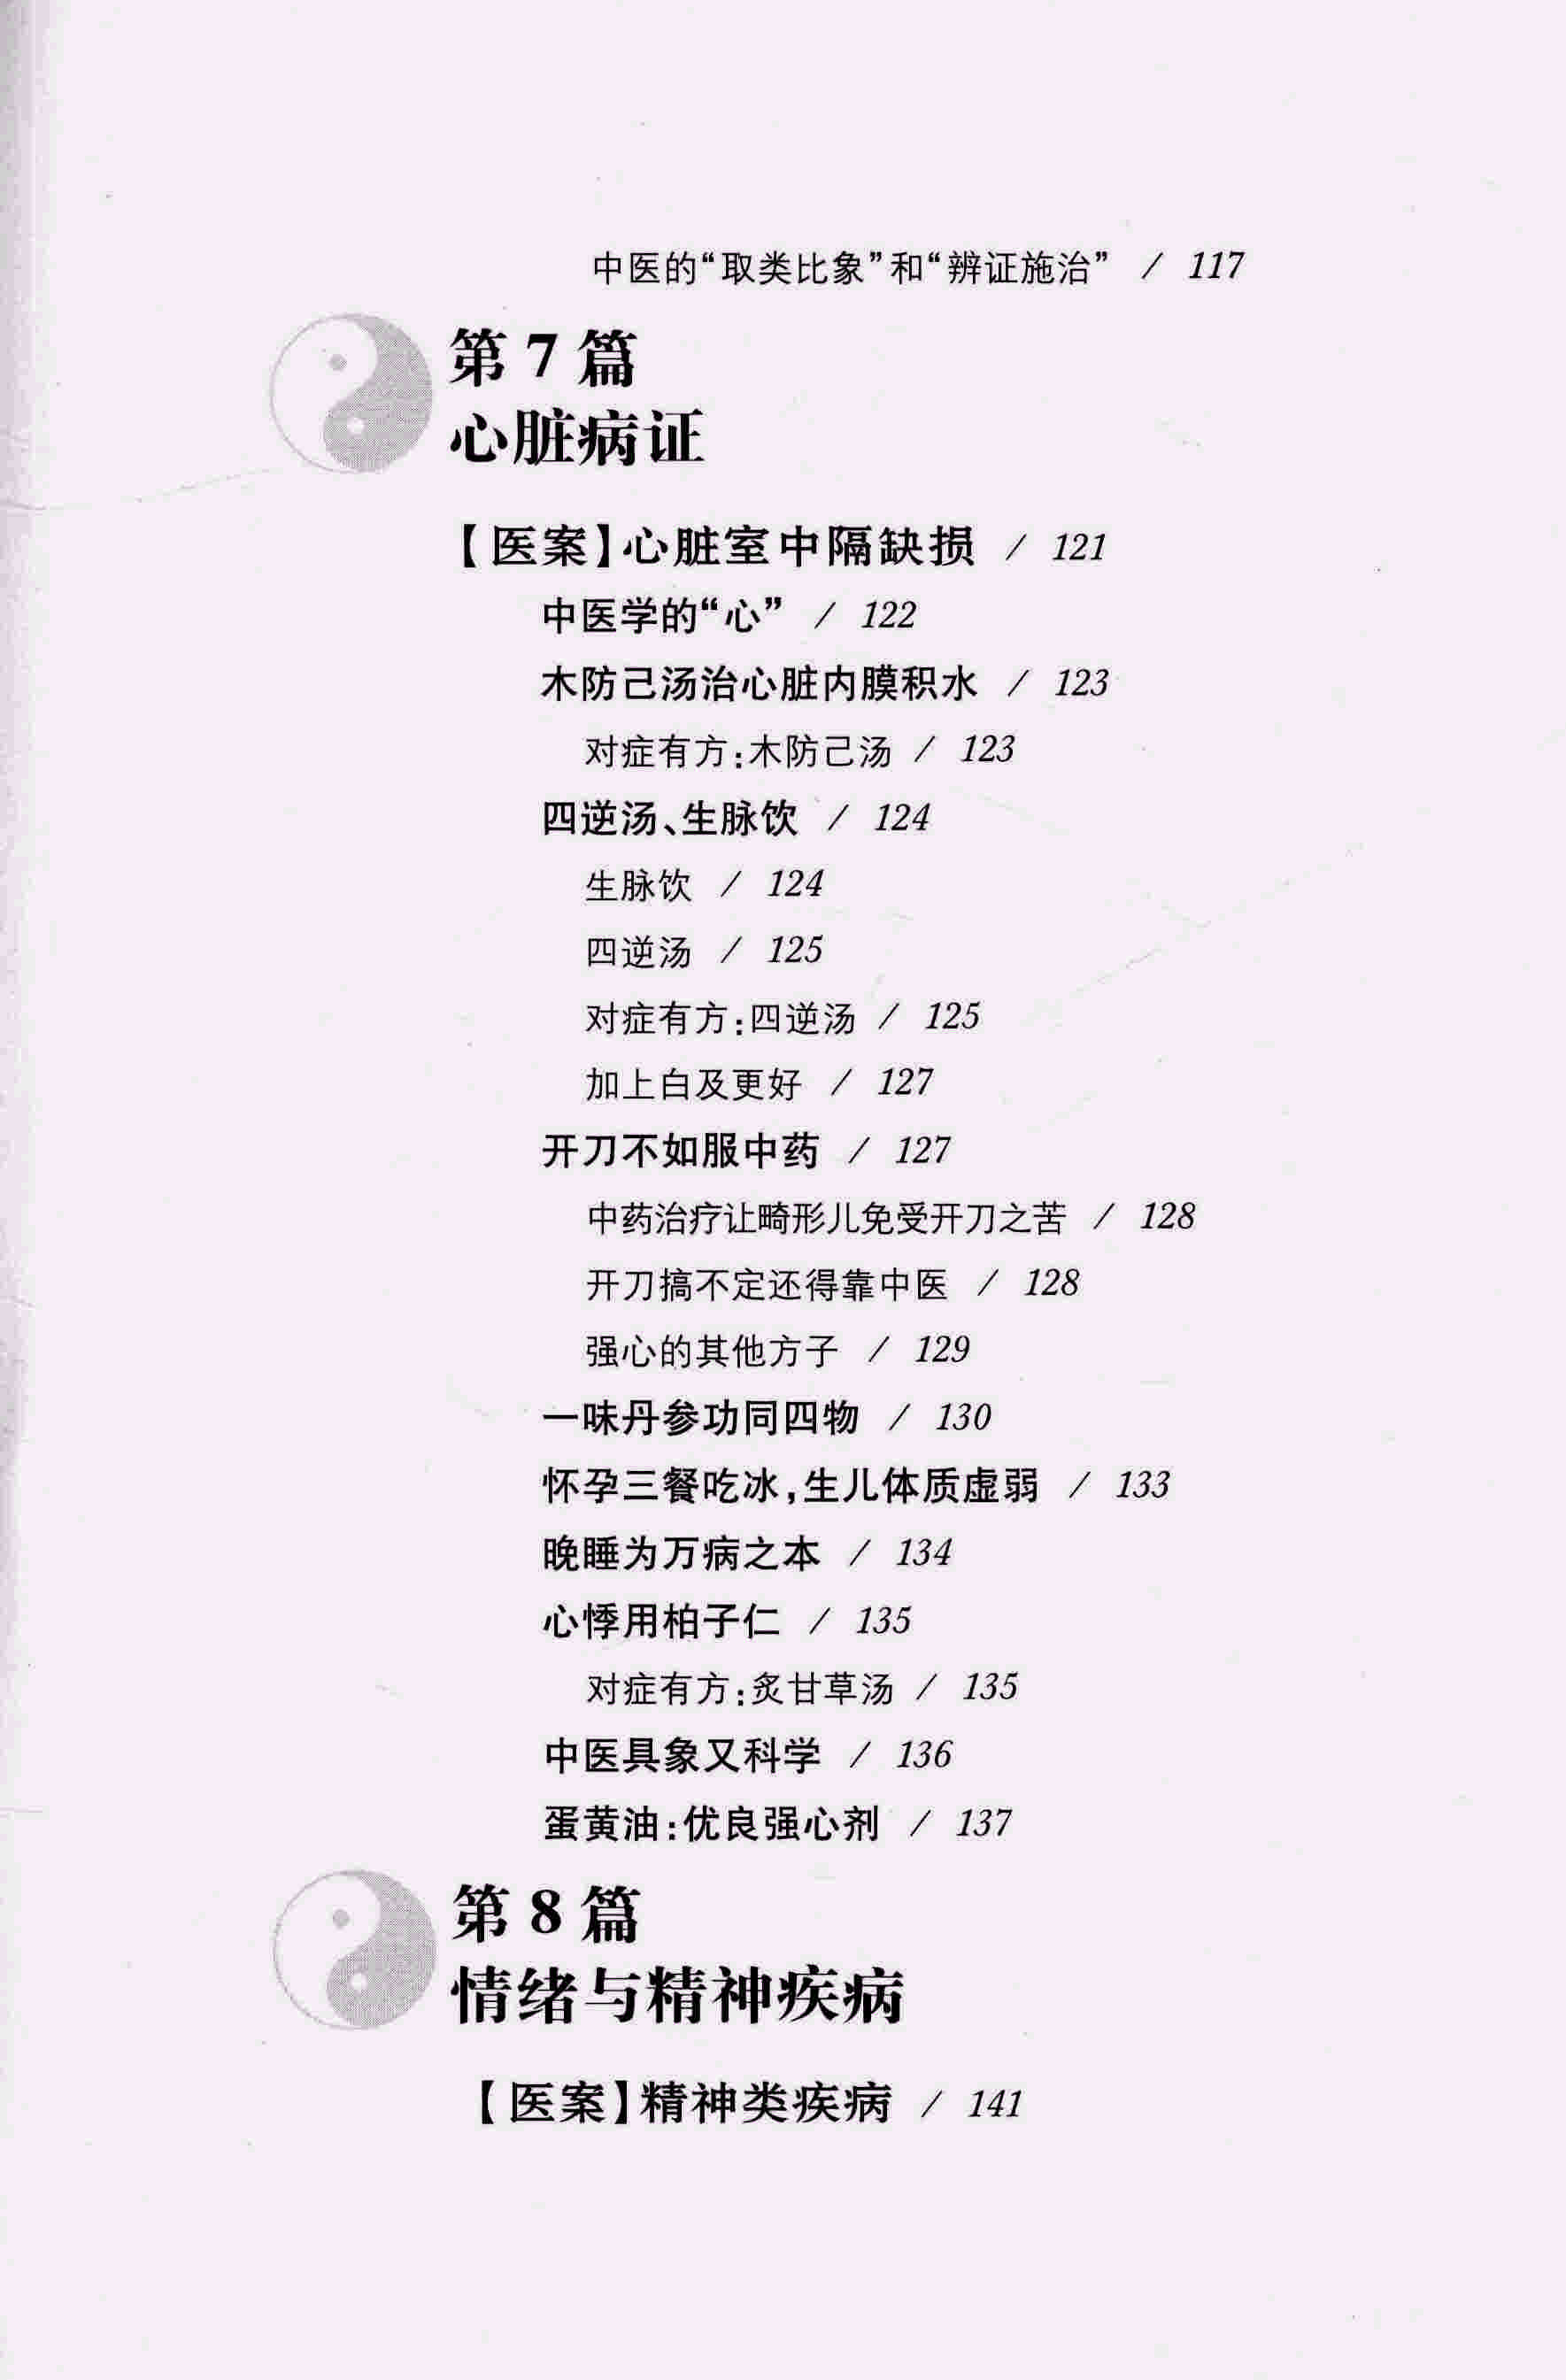 中医的“取类比象”和“辨证施治” / 117
第 7 篇
心脏病证
【医案】心脏室中隔缺损 / 121
中医学的“心” / 122
木防己汤治心脏内膜积水 / 123
对症有方:木防己汤 / 123
四逆汤、生脉饮 / 124
生脉饮 / 124
四逆汤 / 125
对症有方:四逆汤 / 125
加上白及更好 / 127
开刀不如服中药 / 127
中药治疗让畸形儿免受开刀之苦 / 128
开刀搞不定还得靠中医 / 128
强心的其他方子 / 129
一味丹参功同四物 / 130
怀孕三餐吃冰,生儿体质虚弱 / 133
晚睡为万病之本 / 134
心悸用柏子仁 / 135
对症有方:炙甘草汤 / 135
中医具象又科学 / 136
蛋黄油:优良强心剂 / 137
第 8 篇
情绪与精神疾病
【医案】精神类疾病 / 141